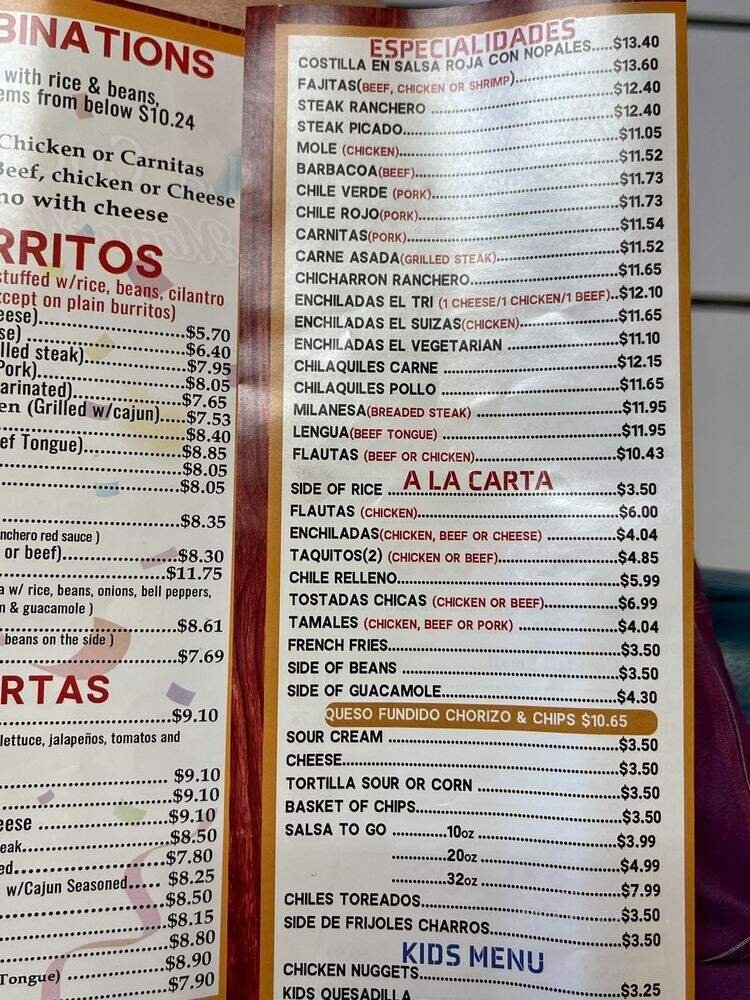 BINATIONS
with rice & beans,
ems from below $10.24
Chicken or Carnitas
Beef, chicken or Cheese
no with cheese
RRITOS
stuffed w/rice, beans, cilantro
xcept on plain burritos)
eese)....................$5.70
se) ....................$6.40
lled steak)....................$7.95
Pork)....................$8.05
arinated)....................$7.65
en (Grilled w/cajun).....$7.53
....................$8.40
ef Tongue)....................$8.85
....................$8.05
....................$8.05
....................$8.35
nchero red sauce )
or beef)....................$8.30
....................$11.75
a w/ rice, beans, onions, bell peppers,
n & guacamole )
....................$8.61
beans on the side )
....................$7.69
RTAS
....................$9.10
lettuce, jalapeños, tomatos and
.................... $9.10
....................$9.10
eese ....................$9.10
eak....................$8.50
ed....................$7.80
w/Cajun Seasoned.... $8.25
....................$8.50
....................$8.15
....................$8.80
....................$8.90
Tongue) ....................$7.90
ESPECIALIDADES
COSTILLA EN SALSA ROJA CON NOPALES.....$13.40
FAJITAS(BEEF, CHICKEN OR SHRIMP)....................$13.60
STEAK RANCHERO ....................$12.40
STEAK PICADO....................$12.40
MOLE (CHICKEN)....................$11.05
BARBACOA(BEEF)....................$11.52
CHILE VERDE (PORK)....................$11.73
CHILE ROJO(PORK)....................$11.73
CARNITAS(PORK)....................$11.54
CARNE ASADA(GRILLED STEAK)....................$11.52
CHICHARRON RANCHERO....................$11.65
ENCHILADAS EL TRI (1 CHEESE/1 CHICKEN/1 BEEF)..$12.10
ENCHILADAS EL SUIZAS(CHICKEN)....................$11.65
ENCHILADAS EL VEGETARIAN ....................$11.10
CHILAQUILES CARNE ....................$12.15
CHILAQUILES POLLO ....................$11.65
MILANESA(BREADED STEAK) ....................$11.95
LENGUA(BEEF TONGUE) ....................$11.95
FLAUTAS (BEEF OR CHICKEN)....................$10.43
A LA CARTA
SIDE OF RICE ....................$3.50
FLAUTAS (CHICKEN)....................$6.00
ENCHILADAS(CHICKEN, BEEF OR CHEESE) ....................$4.04
TAQUITOS(2) (CHICKEN OR BEEF)....................$4.85
CHILE RELLENO....................$5.99
TOSTADAS CHICAS (CHICKEN OR BEEF)....................$6.99
TAMALES (CHICKEN, BEEF OR PORK) ....................$4.04
FRENCH FRIES....................$3.50
SIDE OF BEANS ....................$3.50
SIDE OF GUACAMOLE....................$4.30
QUESO FUNDIDO CHORIZO & CHIPS $10.65
SOUR CREAM ....................$3.50
CHEESE....................$3.50
TORTILLA SOUR OR CORN ....................$3.50
BASKET OF CHIPS....................$3.50
SALSA TO GO ............10oz ....................$3.99
............20oz ....................$4.99
............32oz ....................$7.99
CHILES TOREADOS....................$3.50
SIDE DE FRIJOLES CHARROS....................$3.50
KIDS MENU
CHICKEN NUGGETS....................$3.25
KIDS QUESADILLA